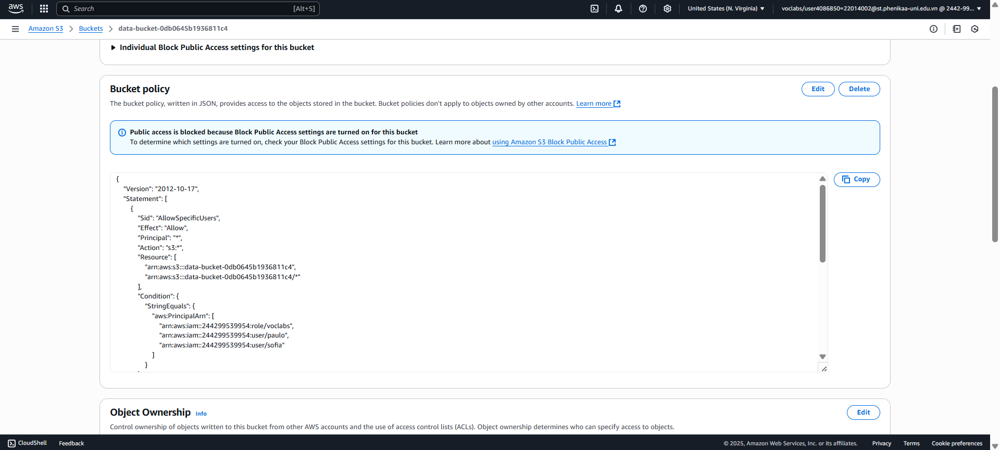 aws
Search [Alt+S]
United States (N. Virginia)
voclabs/user4086850=22014002@st.phenikaa-uni.edu.vn @ 2442-99...
Amazon S3
Buckets
data-bucket-0db0645b1936811c4
Individual Block Public Access settings for this bucket
Bucket policy
Edit
Delete
The bucket policy, written in JSON, provides access to the objects stored in the bucket. Bucket policies don't apply to objects owned by other accounts. Learn more
Public access is blocked because Block Public Access settings are turned on for this bucket
To determine which settings are turned on, check your Block Public Access settings for this bucket. Learn more about using Amazon S3 Block Public Access
Copy
{
"Version": "2012-10-17",
"Statement": [
{
"Sid": "AllowSpecificUsers",
"Effect": "Allow",
"Principal": "*",
"Action": "s3:*",
"Resource": [
"arn:aws:s3:::data-bucket-0db0645b1936811c4",
"arn:aws:s3:::data-bucket-0db0645b1936811c4/*"
],
"Condition": {
"StringEquals": {
"aws:PrincipalArn": [
"arn:aws:iam::244299539954:role/voclabs",
"arn:aws:iam::244299539954:user/paulo",
"arn:aws:iam::244299539954:user/sofia"
]
}
Object Ownership Info
Edit
Control ownership of objects written to this bucket from other AWS accounts and the use of access control lists (ACLs). Object ownership determines who can specify access to objects.
CloudShell
Feedback
© 2025, Amazon Web Services, Inc. or its affiliates.
Privacy
Terms
Cookie preferences